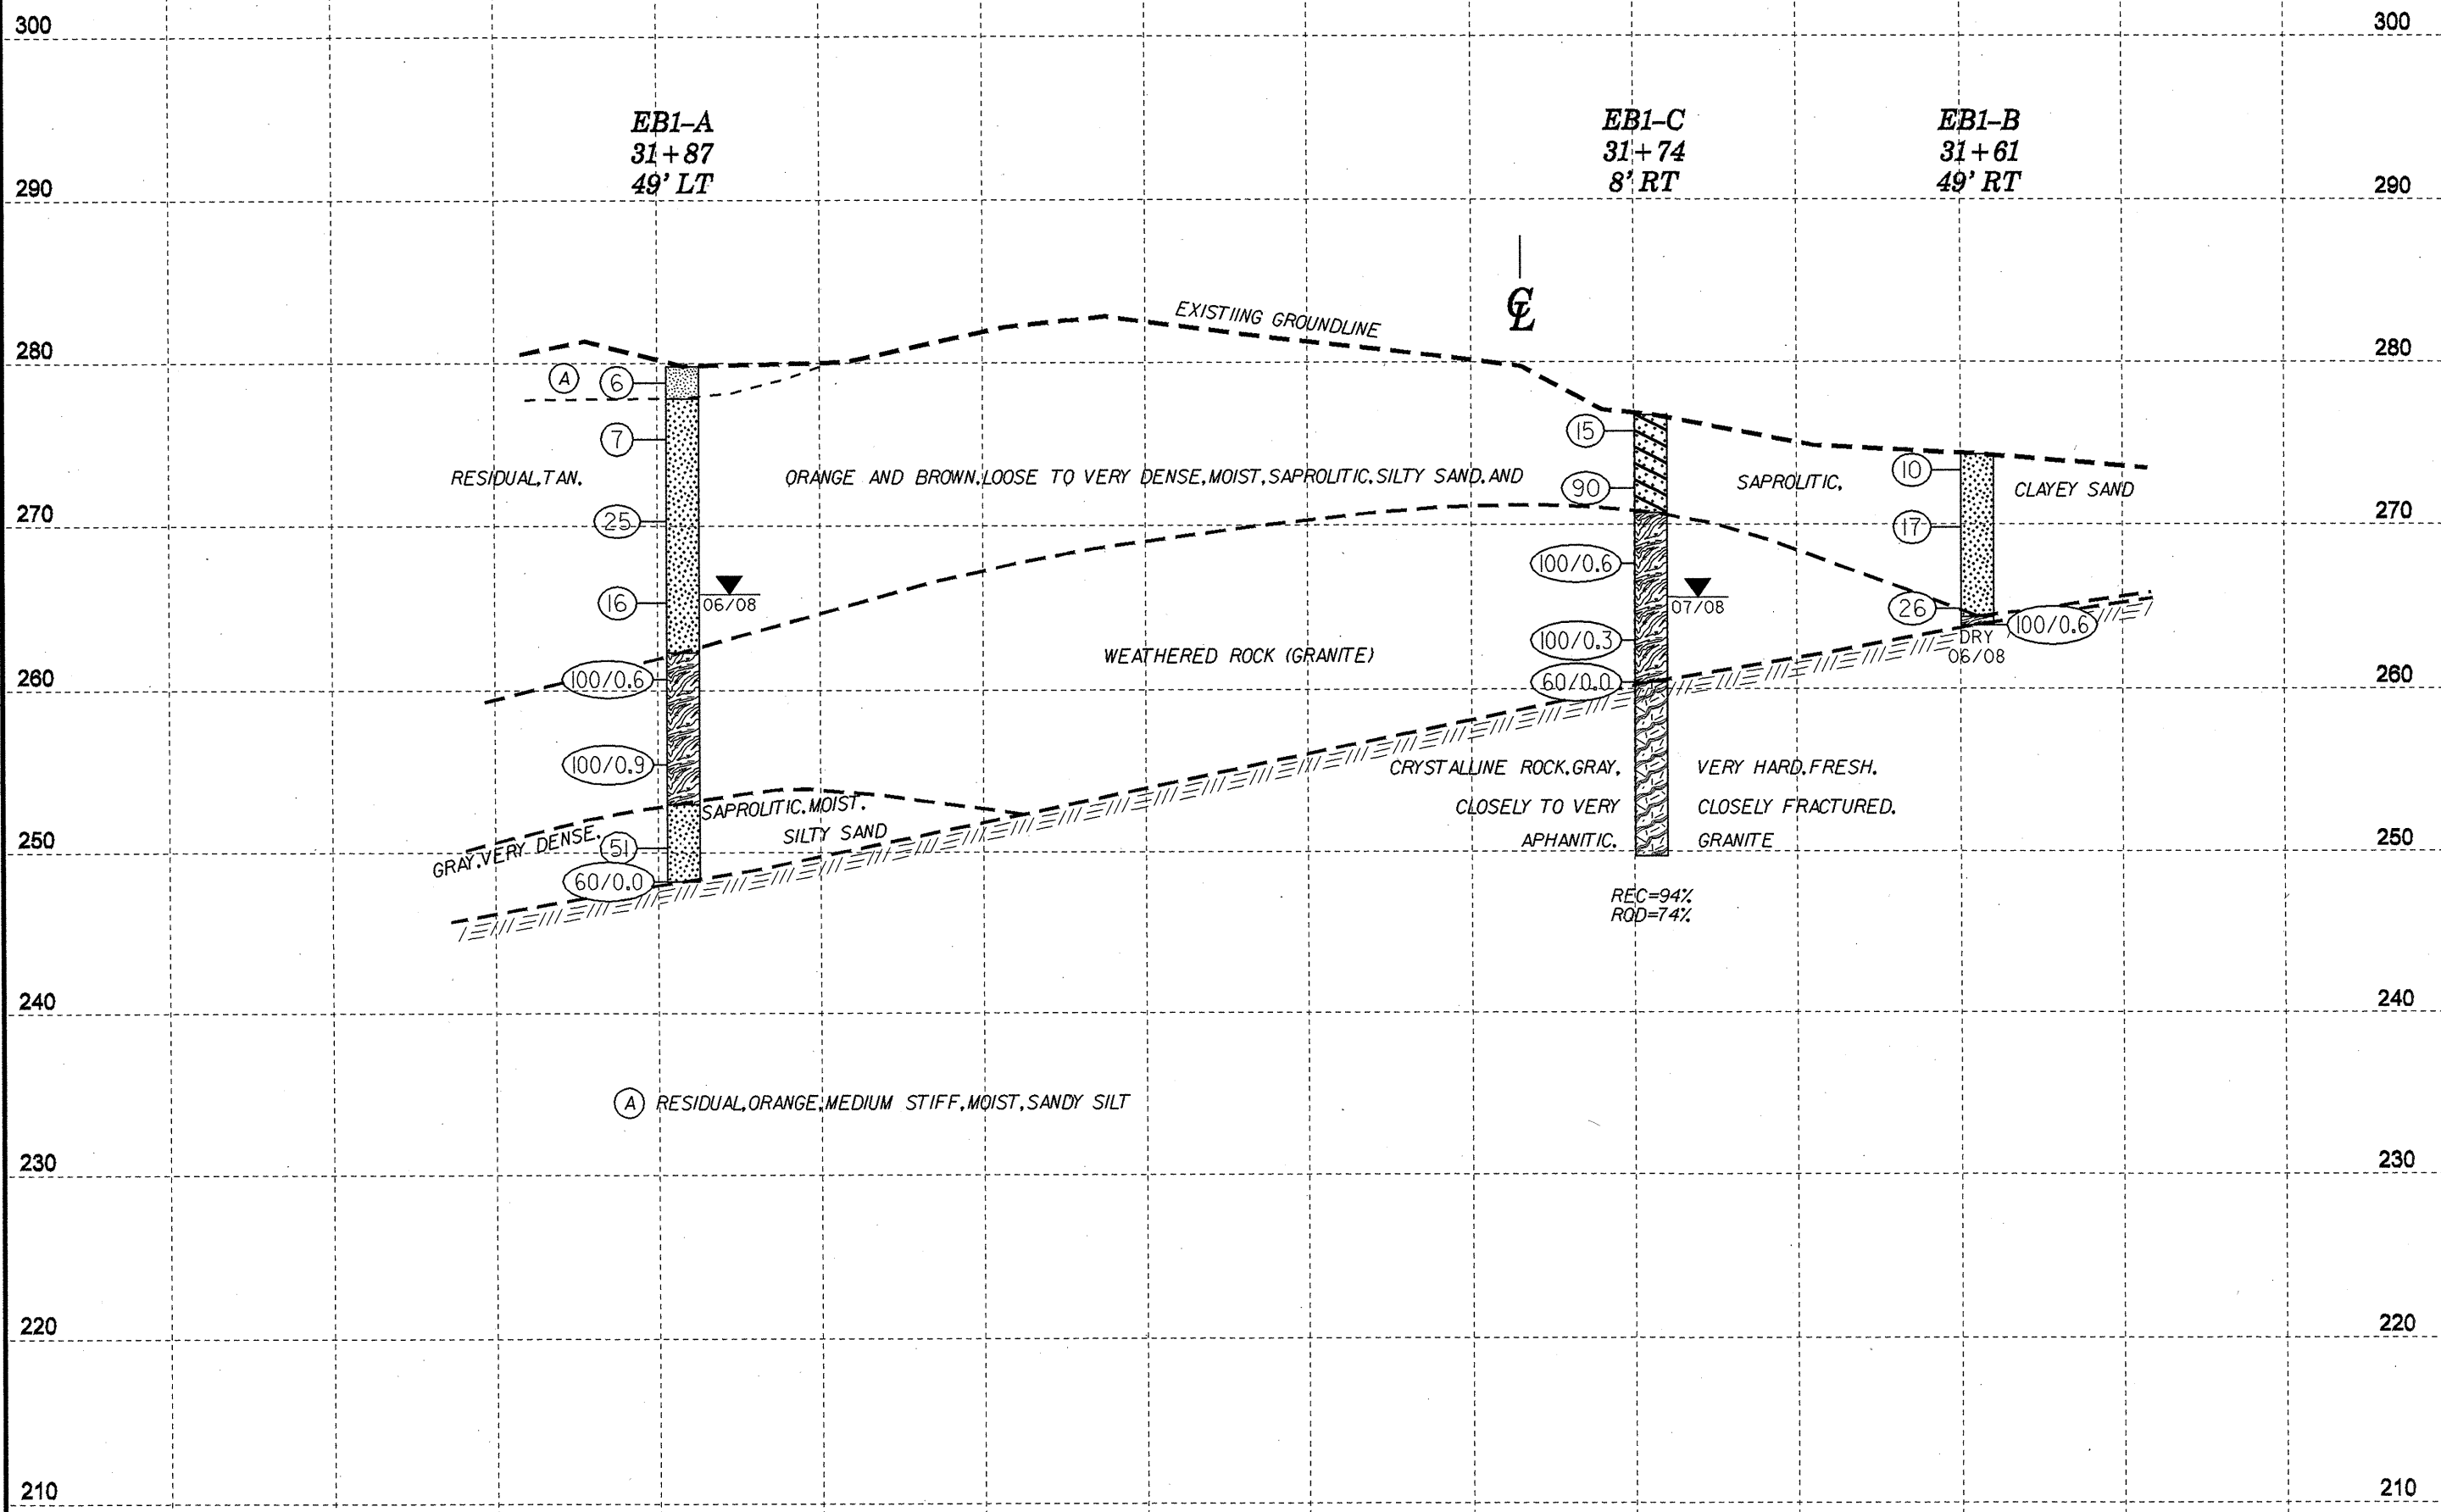 300 300
EB1-A
31+87
49' LT
EB1-C
31+74
8' RT
EB1-B
31+61
49' RT
290 290
℄
EXISTIING GROUNDLINE
280 280
A 6
7
15
10
RESIDUAL, TAN, ORANGE AND BROWN, LOOSE TO VERY DENSE, MOIST, SAPROLITIC, SILTY SAND, AND SAPROLITIC, CLAYEY SAND
90
270 270
25
17
100/0.6
16
06/08
07/08
26
100/0.6
DRY
06/08
100/0.3
WEATHERED ROCK (GRANITE)
260 260
100/0.6
60/0.0
100/0.9
CRYSTALLINE ROCK, GRAY, VERY HARD, FRESH,
CLOSELY TO VERY CLOSELY FRACTURED,
APHANITIC, GRANITE
GRAY, VERY DENSE, SAPROLITIC, MOIST,
SILTY SAND
250 250
51
60/0.0
REC=94%
RQD=74%
240 240
A RESIDUAL, ORANGE, MEDIUM STIFF, MOIST, SANDY SILT
230 230
220 220
210 210